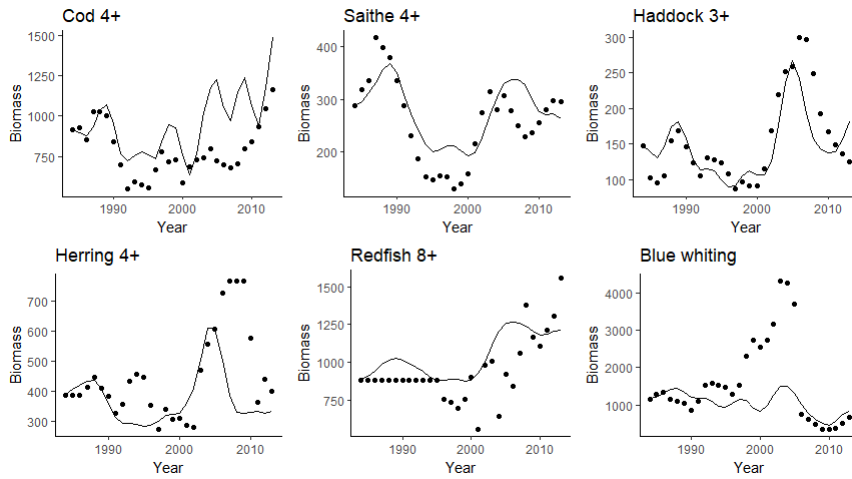 Cod 4+
Saithe 4+
Haddock 3+
1500
1250
1000
750
Biomass
1990
2000
2010
Year
400
300
200
Biomass
1990
2000
2010
Year
300
250
200
150
100
Biomass
1990
2000
2010
Year
Herring 4+
Redfish 8+
Blue whiting
700
600
500
400
300
Biomass
1990
2000
2010
Year
1500
1250
1000
750
Biomass
1990
2000
2010
Year
4000
3000
2000
1000
Biomass
1990
2000
2010
Year